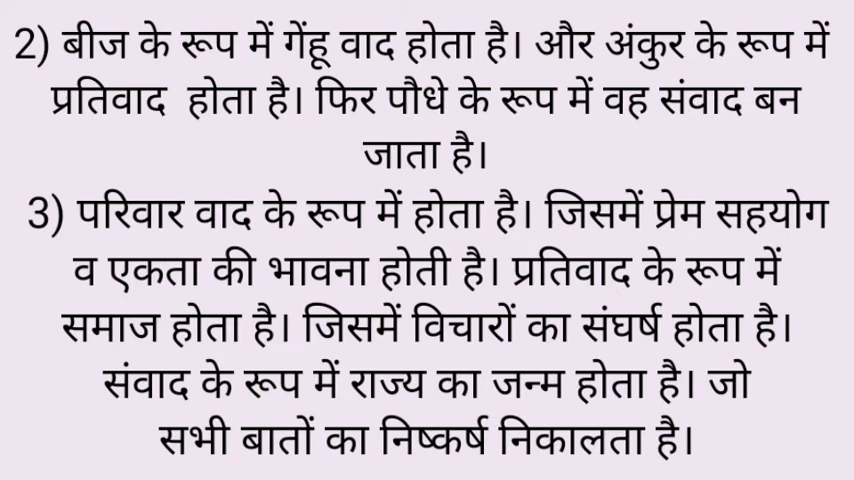 2) बीज के रूप में गेंहू वाद होता है। और अंकुर के रूप में
प्रतिवाद  होता है। फिर पौधे के रूप में वह संवाद बन
जाता है।
3) परिवार वाद के रूप में होता है। जिसमें प्रेम सहयोग
व एकता की भावना होती है। प्रतिवाद के रूप में
समाज होता है। जिसमें विचारों का संघर्ष होता है।
संवाद के रूप में राज्य का जन्म होता है। जो
सभी बातों का निष्कर्ष निकालता है।